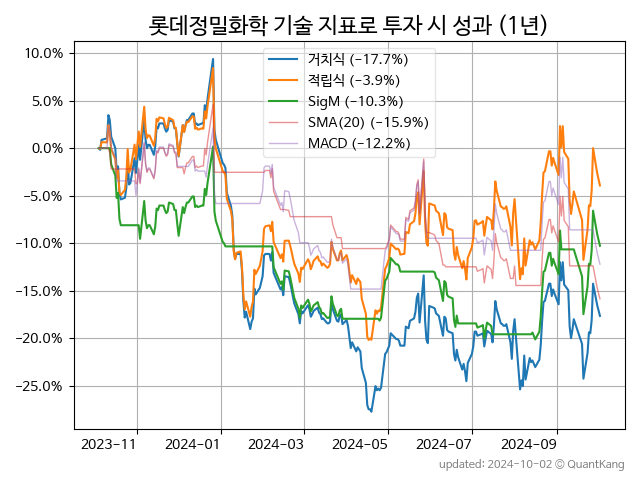 롯데정밀화학 기술 지표로 투자 시 성과 (1년)
거치식 (−17.7%)
적립식 (−3.9%)
SigM (−10.3%)
SMA(20) (−15.9%)
MACD (−12.2%)
10.0%
5.0%
0.0%
−5.0%
−10.0%
−15.0%
−20.0%
−25.0%
2023-11 2024-01 2024-03 2024-05 2024-07 2024-09
updated: 2024-10-02 © QuantKang